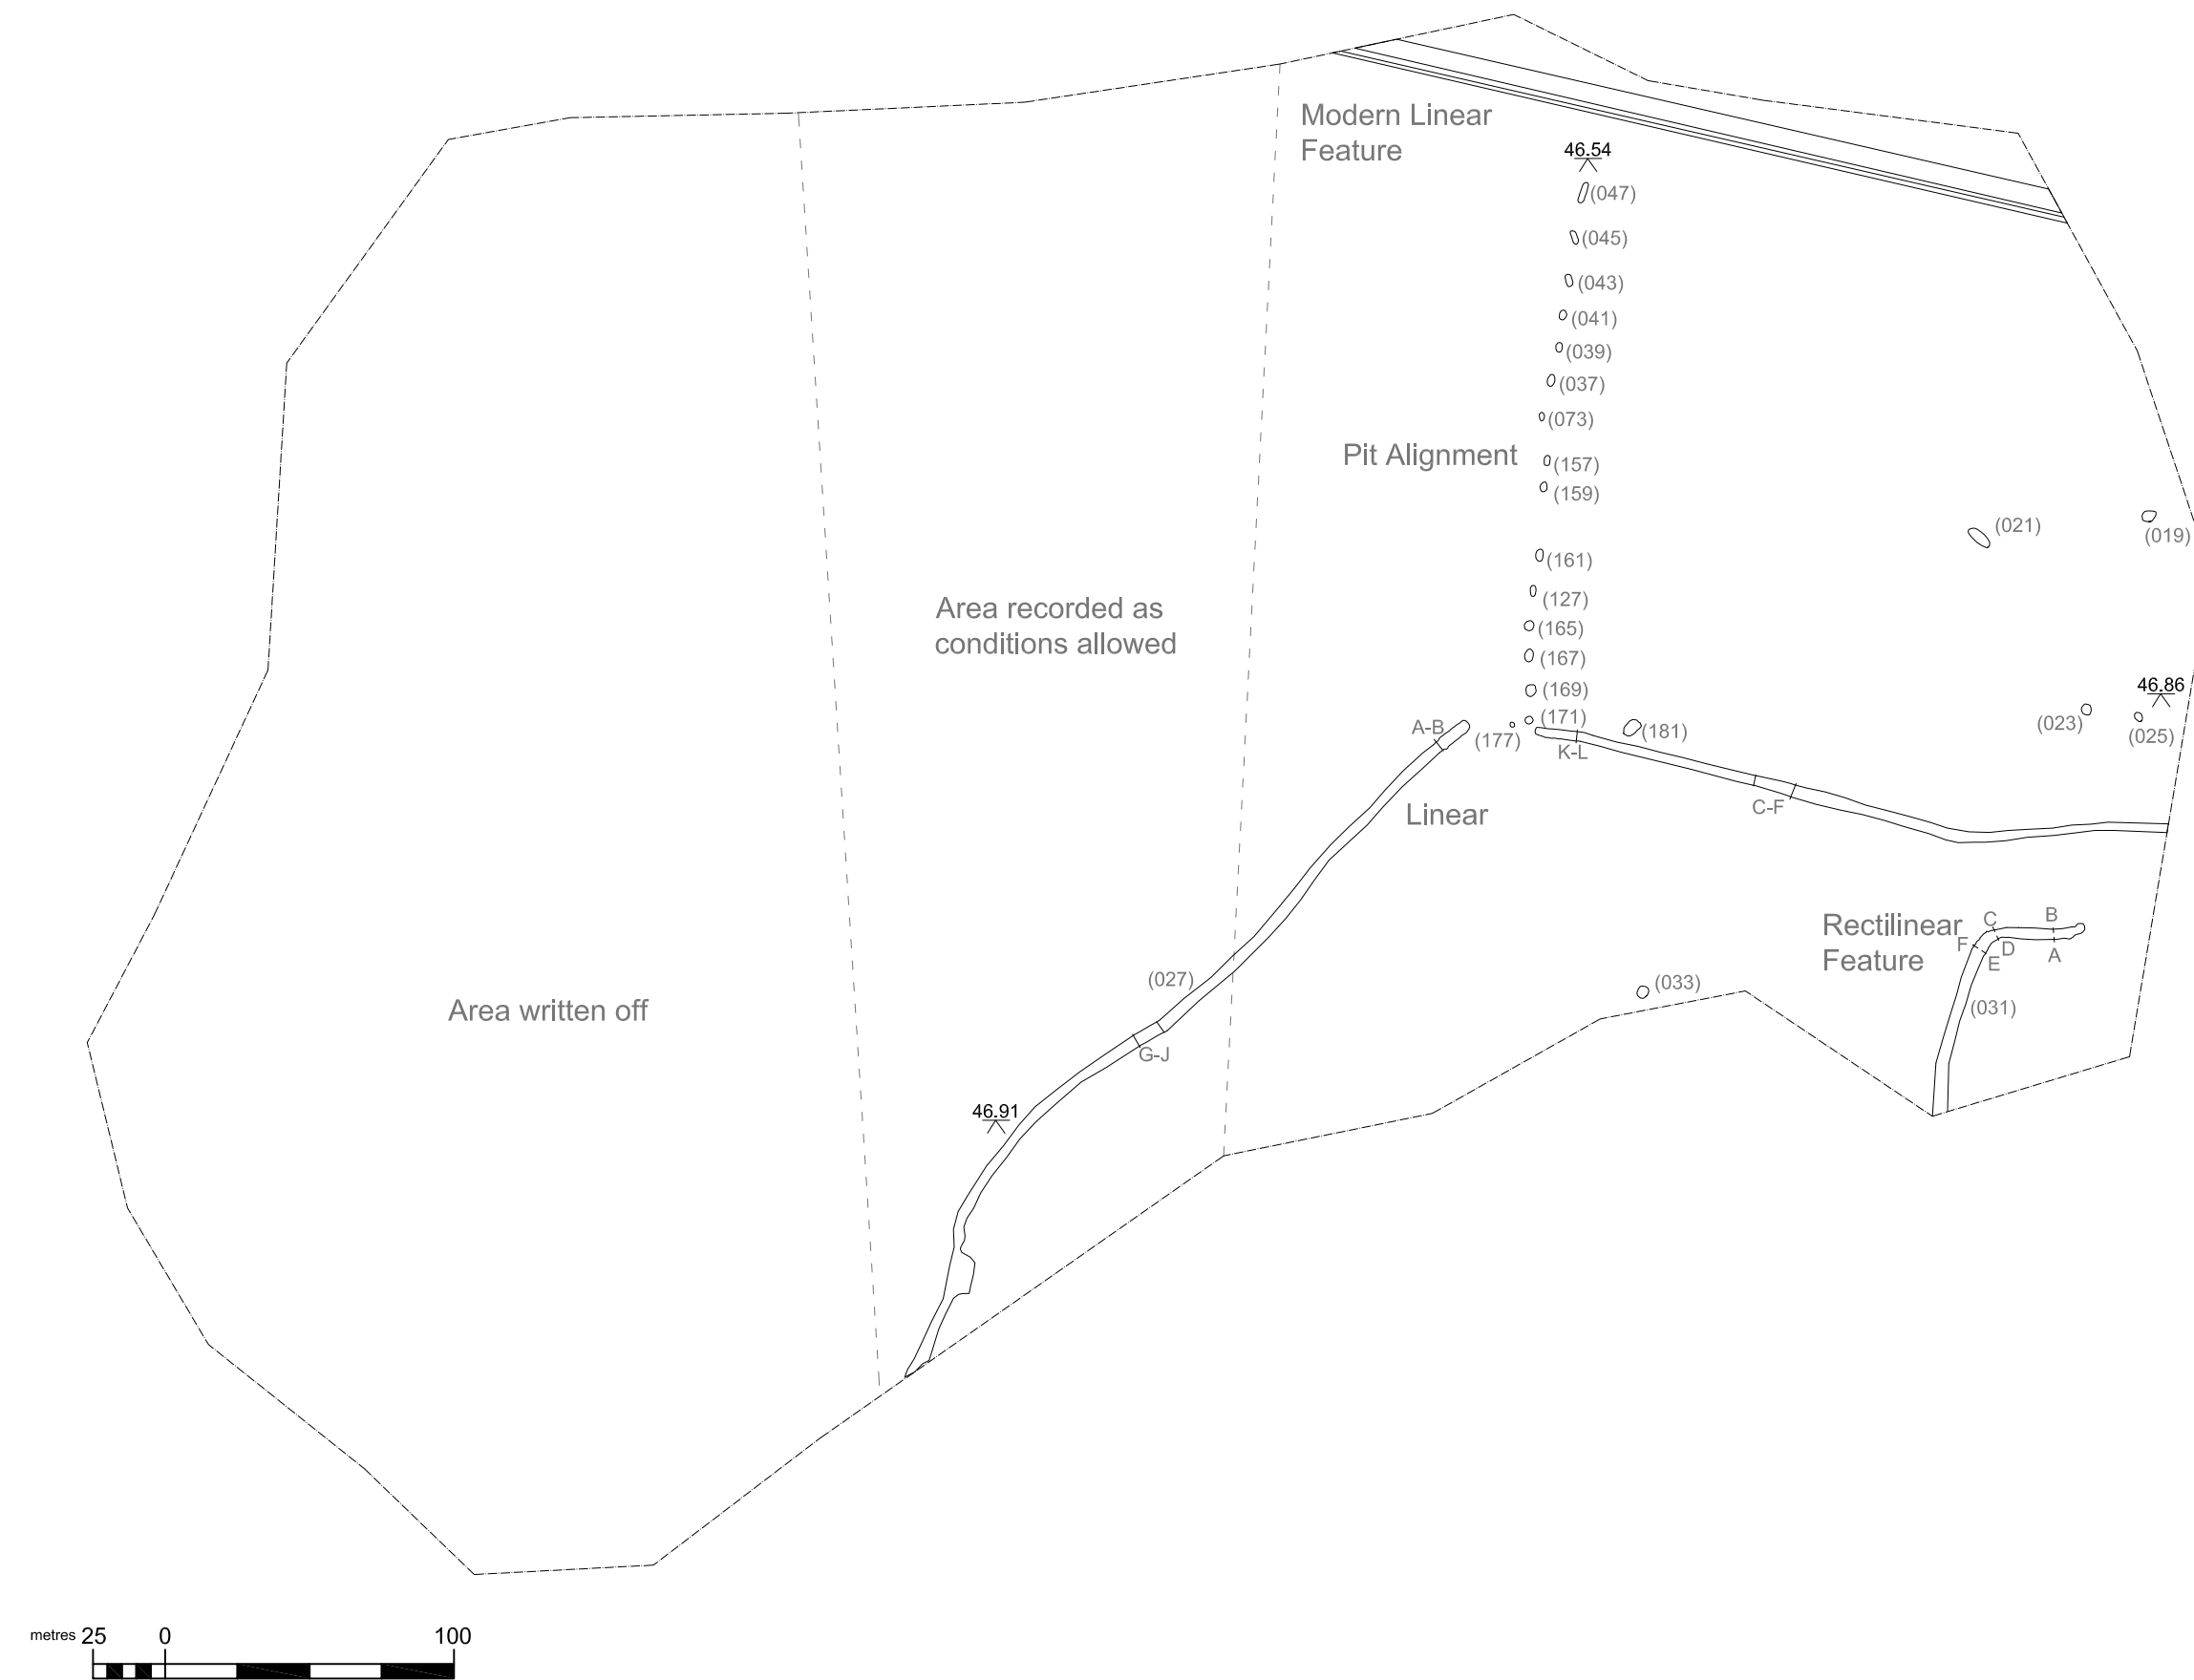 Modern Linear
Feature
46.54
(047)
(045)
(043)
(041)
(039)
(037)
(073)
Pit Alignment
(157)
(159)
(021)
(019)
(161)
Area recorded as
conditions allowed
(127)
(165)
(167)
(169)
46.86
(171)
(023)
(025)
A-B
(177)
(181)
K-L
C-F
Linear
Rectilinear
Feature
C
B
F
D
E
A
(027)
(033)
(031)
Area written off
G-J
46.91
metres 25 0 100